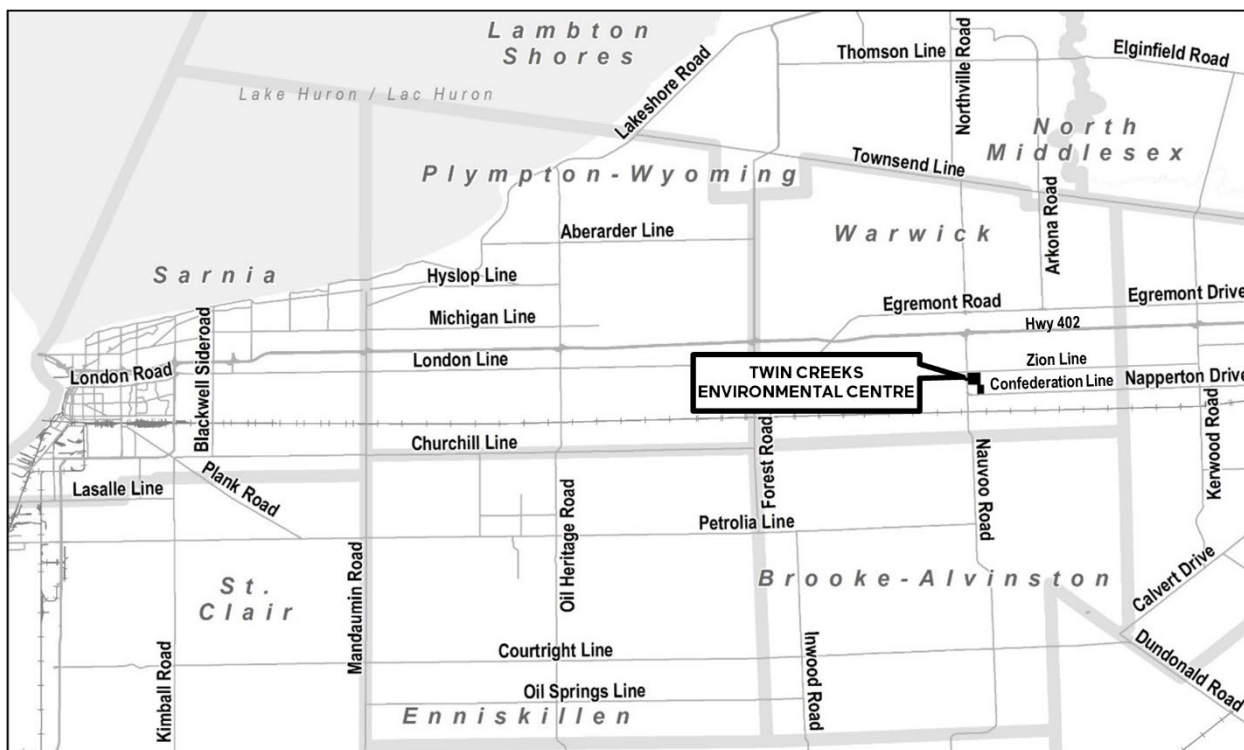 Lambton
Shores
Lake Huron / Lac Huron
Lakeshore Road
Thomson Line
Northville Road
Elginfield Road
North
Middlesex
Townsend Line
Plympton-Wyoming
Arkona Road
Aberarder Line
Warwick
Sarnia
Hyslop Line
Egremont Road
Egremont Drive
Michigan Line
Hwy 402
Blackwell Sideroad
London Line
London Road
TWIN CREEKS
ENVIRONMENTAL CENTRE
Zion Line
Confederation Line
Napperton Drive
Churchill Line
Forest Road
Nauvoo Road
Kerwood Road
Lasalle Line
Plank Road
Oil Heritage Road
Petrolia Line
Mandaumin Road
St.
Clair
Brooke-Alvinston
Calvert Drive
Kimball Road
Courtright Line
Inwood Road
Dundonald Road
Oil Springs Line
Enniskillen